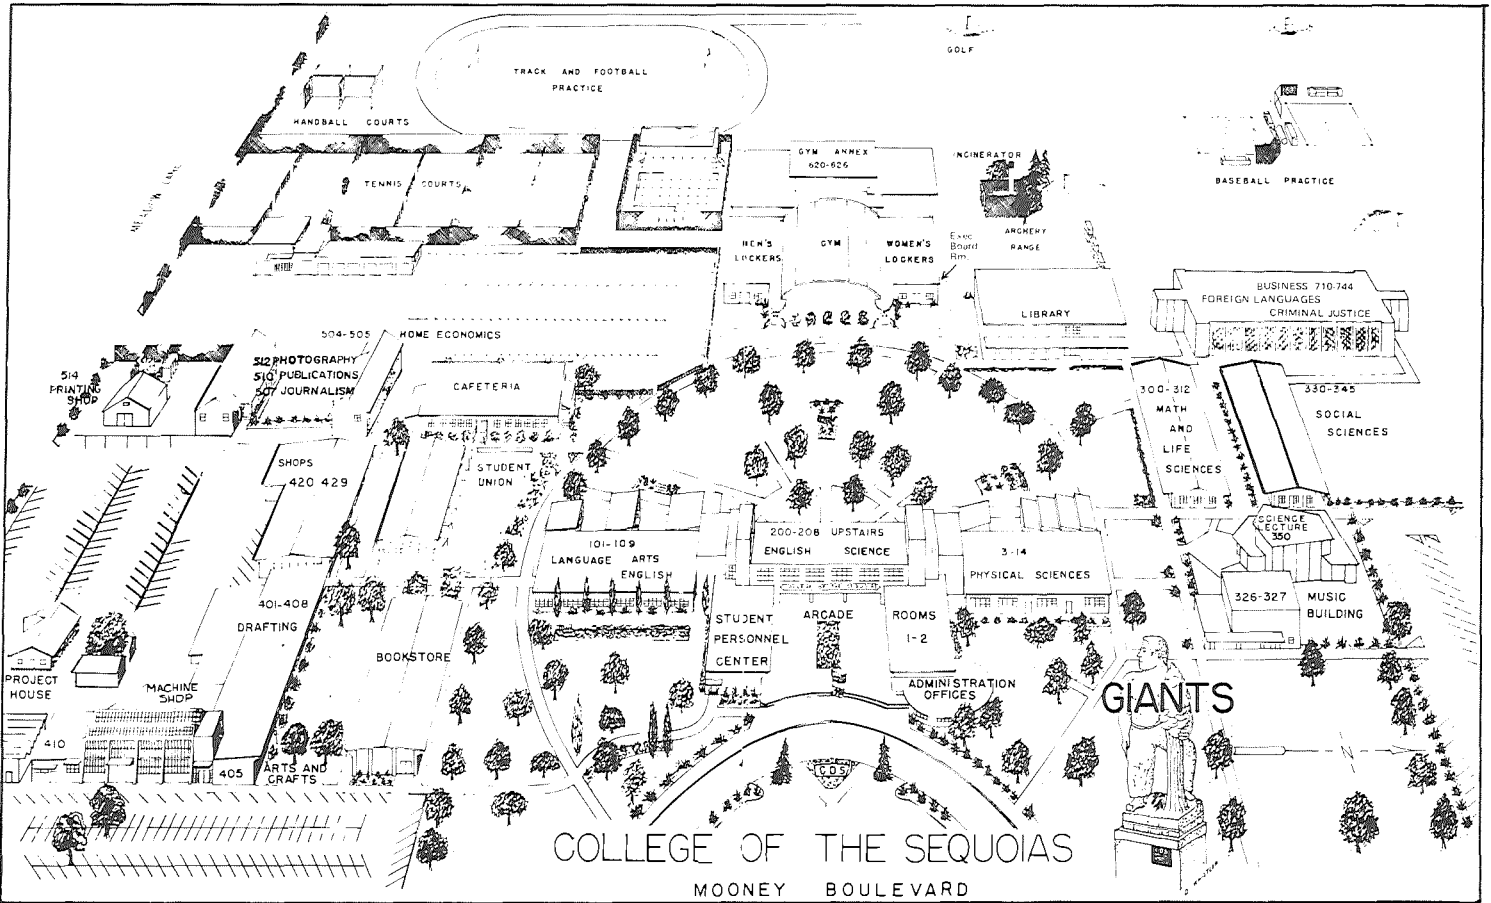 GOLF
TRACK AND FOOTBALL
PRACTICE
HANDBALL COURTS
GYM ANNEX
620-626
INCINERATOR
TENNIS COURTS
BASEBALL PRACTICE
MEN'S
LOCKERS
GYM
WOMEN'S
LOCKERS
Exec
Board
Rm.
ARCHERY
RANGE
BUSINESS 710-744
FOREIGN LANGUAGES
CRIMINAL JUSTICE
LIBRARY
504-505 HOME ECONOMICS
512 PHOTOGRAPHY
510 PUBLICATIONS
507 JOURNALISM
514
PRINTING
SHOP
CAFETERIA
300-312
MATH
AND
LIFE
SCIENCES
330-345
SOCIAL
SCIENCES
SHOPS
420 429
STUDENT
UNION
101-109
LANGUAGE ARTS
ENGLISH
200-208 UPSTAIRS
ENGLISH SCIENCE
3-14
PHYSICAL SCIENCES
SCIENCE
LECTURE
350
326-327
MUSIC
BUILDING
401-408
DRAFTING
STUDENT
PERSONNEL
CENTER
ARCADE
ROOMS
1-2
BOOKSTORE
PROJECT
HOUSE
MACHINE
SHOP
ADMINISTRATION
OFFICES
GIANTS
410
405
ARTS AND
CRAFTS
N
COS
COLLEGE OF THE SEQUOIAS
MOONEY BOULEVARD